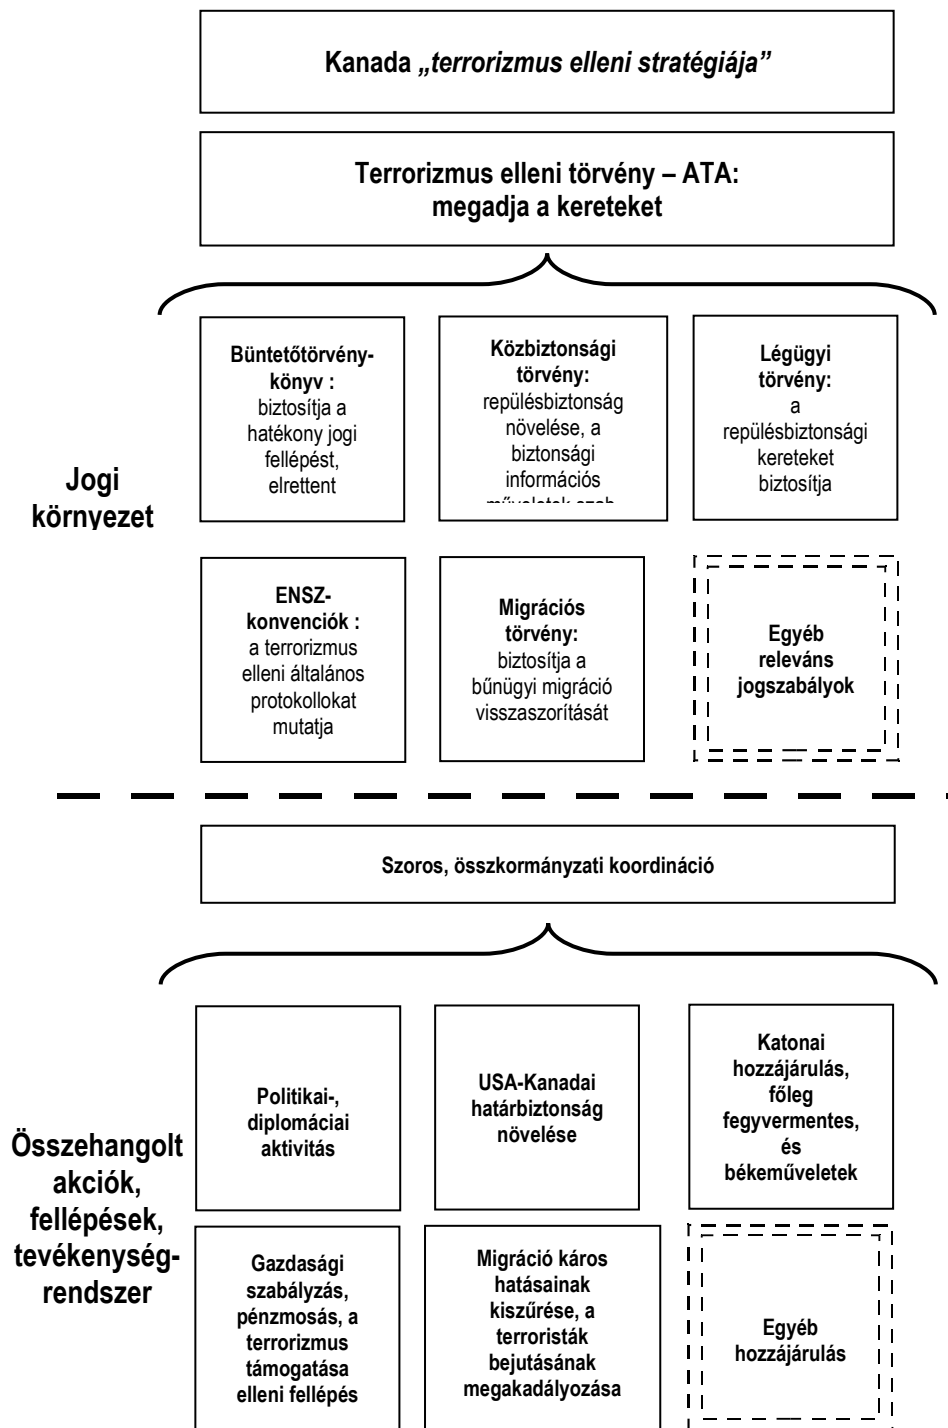 Kanada „terrorizmus elleni stratégiája”
Terrorizmus elleni törvény – ATA:
megadja a kereteket
Jogi
környezet
Büntetőtörvény-
könyv :
biztosítja a
hatékony jogi
fellépést,
elrettent
Közbiztonsági
törvény:
repülésbiztonság
növelése, a
biztonsági
információs
Légügyi
törvény:
a
repülésbiztonsági
kereteket
biztosítja
ENSZ-
konvenciók :
a terrorizmus
elleni általános
protokollokat
mutatja
Migrációs
törvény:
biztosítja a
bűnügyi migráció
visszaszorítását
Egyéb
releváns
jogszabályok
Szoros, összkormányzati koordináció
Összehangolt
akciók,
fellépések,
tevékenység-
rendszer
Politikai-,
diplomáciai
aktivitás
USA-Kanadai
határbiztonság
növelése
Katonai
hozzájárulás,
főleg
fegyvermentes,
és
békeműveletek
Gazdasági
szabályzás,
pénzmosás, a
terrorizmus
támogatása
elleni fellépés
Migráció káros
hatásainak
kiszűrése, a
terroristák
bejutásának
megakadályozása
Egyéb
hozzájárulás